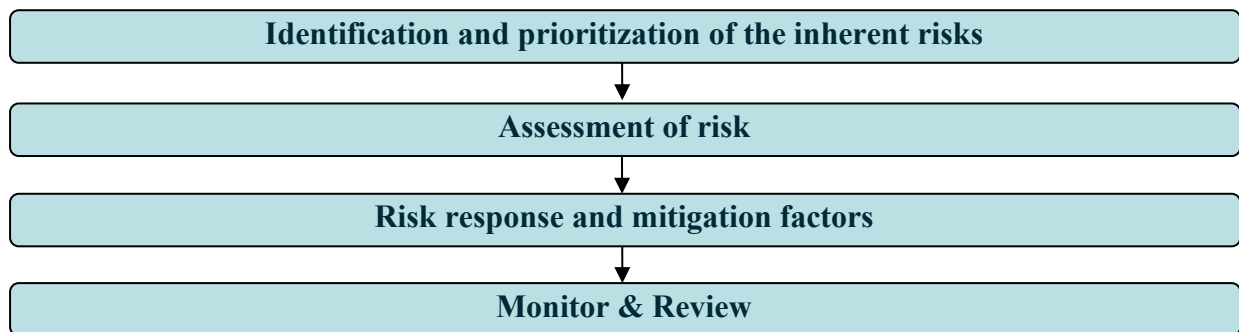 Identification and prioritization of the inherent risks
Assessment of risk
Risk response and mitigation factors
Monitor & Review